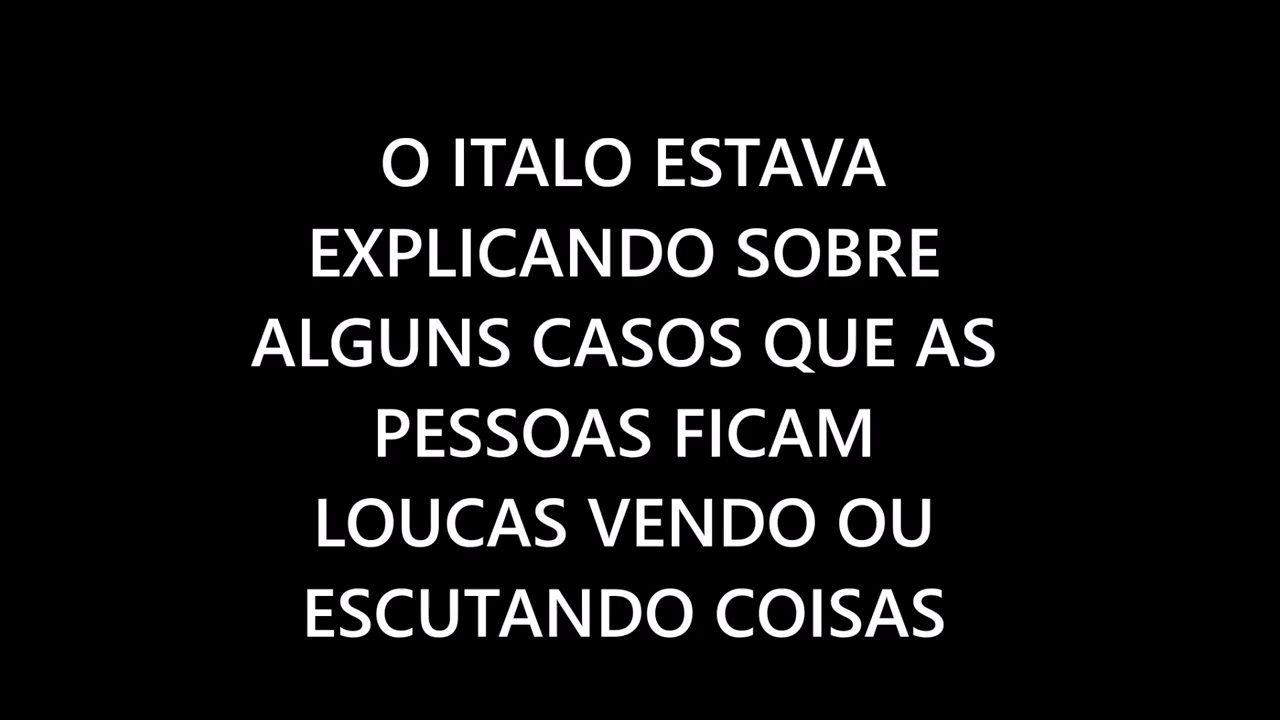 O ITALO ESTAVA
EXPLICANDO SOBRE
ALGUNS CASOS QUE AS
PESSOAS FICAM
LOUCAS VENDO OU
ESCUTANDO COISAS